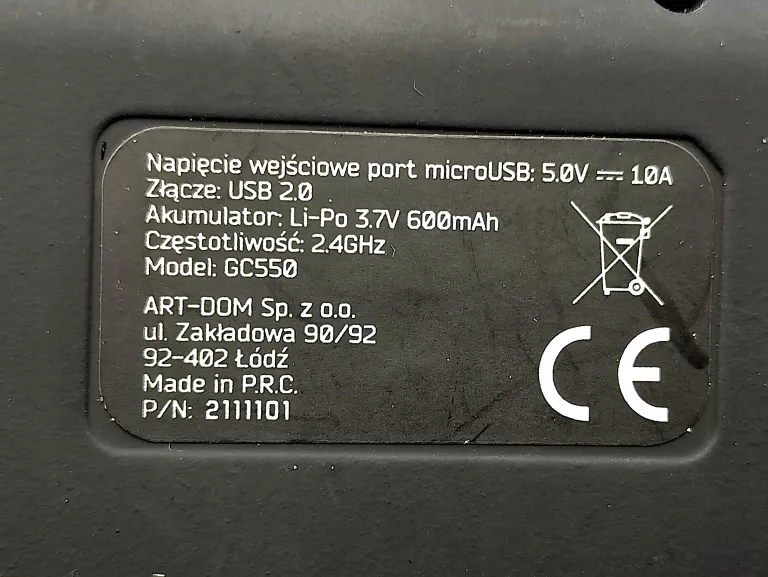 Napięcie wejściowe port microUSB: 5.0V ⎓ 1.0A
Złącze: USB 2.0
Akumulator: Li-Po 3.7V 600mAh
Częstotliwość: 2.4GHz
Model: GC550
ART-DOM Sp. z o.o.
ul. Zakładowa 90/92
92-402 Łódź
Made in P.R.C.
P/N: 2111101
CE